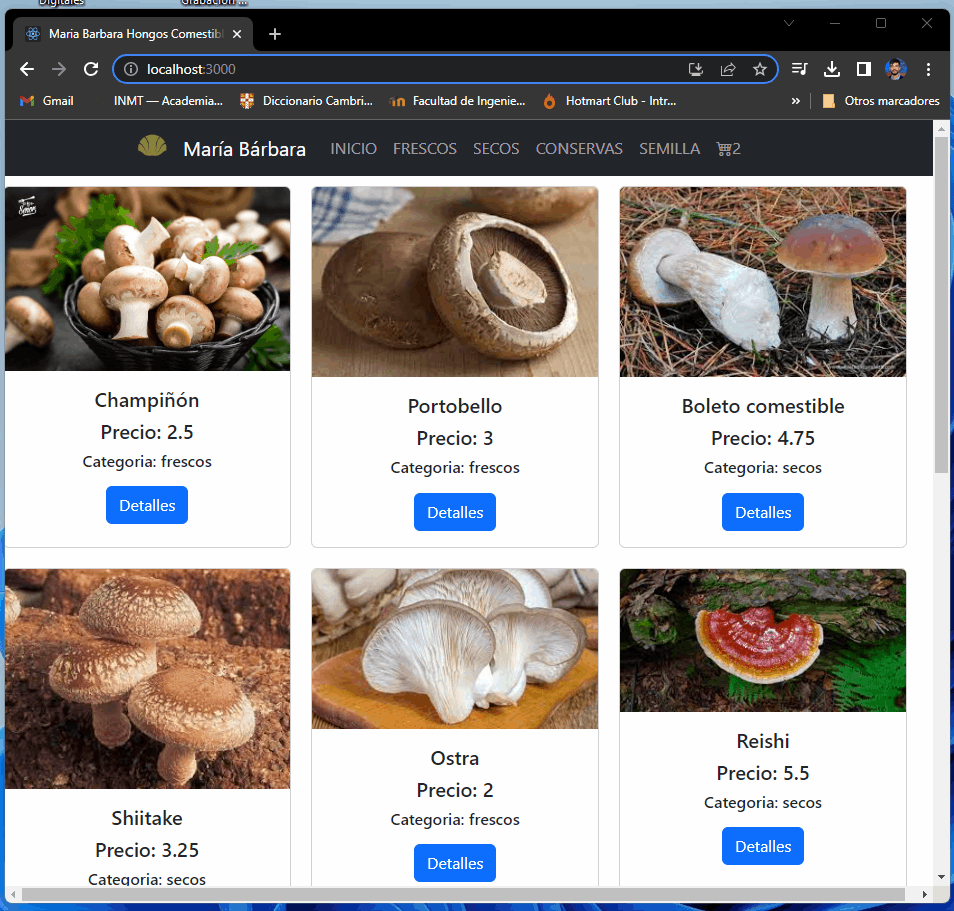 Digitales
Grabación ...
Maria Barbara Hongos Comestibl
localhost:3000
Gmail
INMT — Academia...
Diccionario Cambri...
Facultad de Ingenie...
Hotmart Club - Intr...
»
Otros marcadores
María Bárbara
INICIO
FRESCOS
SECOS
CONSERVAS
SEMILLA
2
Champiñón
Precio: 2.5
Categoria: frescos
Detalles
Portobello
Precio: 3
Categoria: frescos
Detalles
Boleto comestible
Precio: 4.75
Categoria: secos
Detalles
Shiitake
Precio: 3.25
Categoria: secos
Ostra
Precio: 2
Categoria: frescos
Detalles
Reishi
Precio: 5.5
Categoria: secos
Detalles